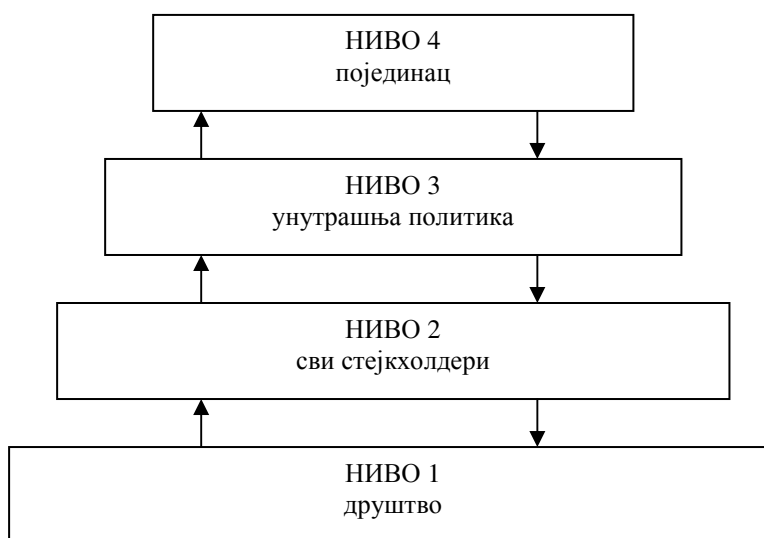 НИВО 4
појединац
НИВО 3
унутрашња политика
НИВО 2
сви стејкхолдери
НИВО 1
друштво